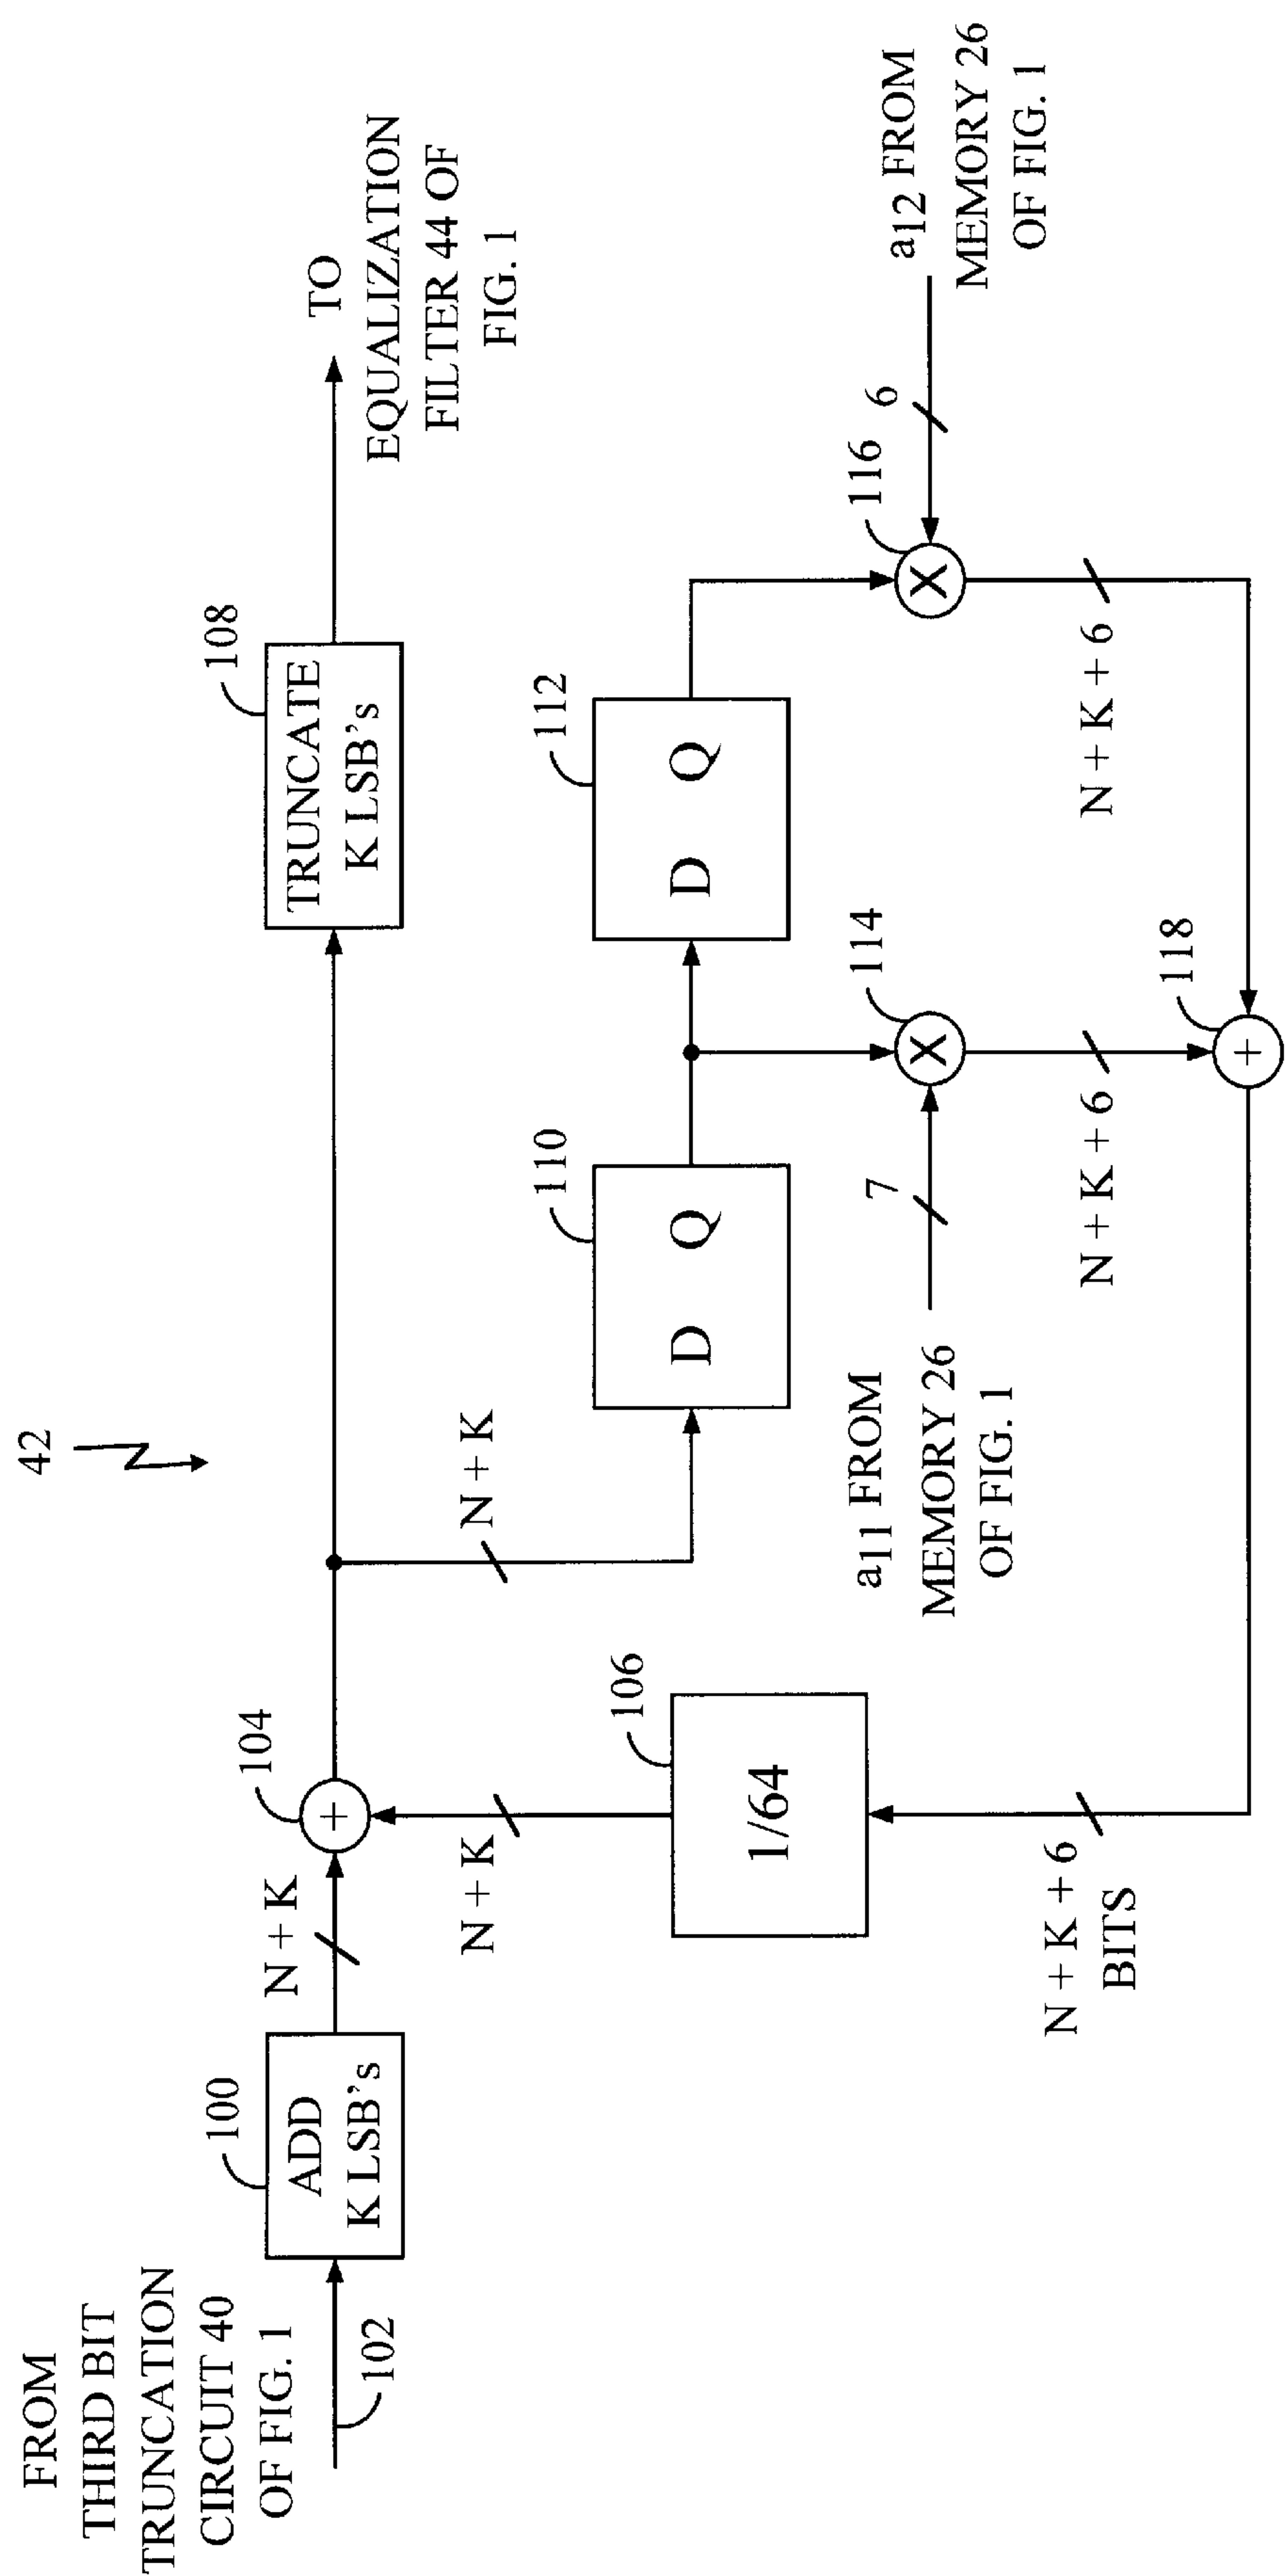 42
FROM
THIRD BIT
TRUNCATION
CIRCUIT 40
OF FIG. 1
102
100
ADD
K LSB's
N + K
104
+
108
TRUNCATE
K LSB's
TO
EQUALIZATION
FILTER 44 OF
FIG. 1
N + K
N + K
106
1/64
110
D Q
112
D Q
a11 FROM
MEMORY 26
OF FIG. 1
7
114
X
116
X
6
a12 FROM
MEMORY 26
OF FIG. 1
N + K + 6
BITS
N + K + 6
N + K + 6
118
+